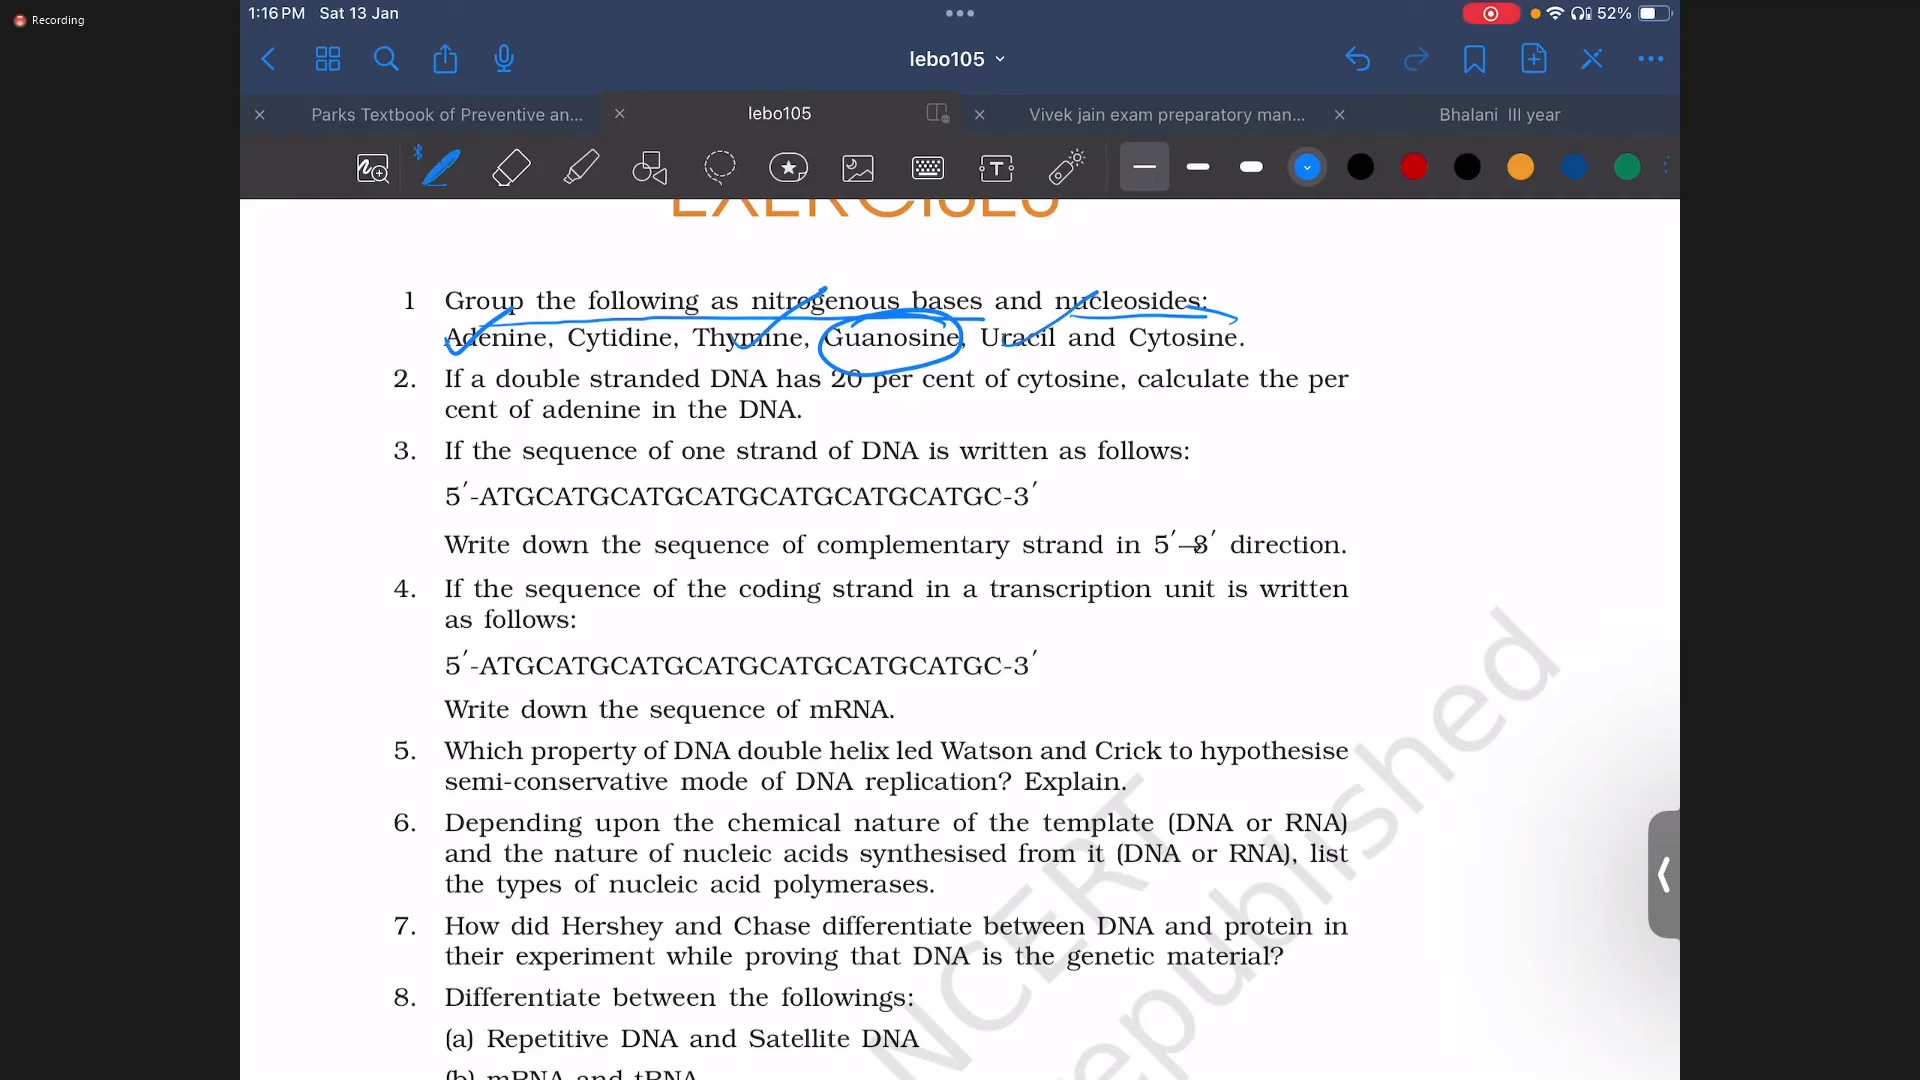 Recording
1:16 PM Sat 13 Jan
52%
lebo105
Parks Textbook of Preventive an...
lebo105
Vivek jain exam preparatory man...
Bhalani III year
EXERCISES
1 Group the following as nitrogenous bases and nucleosides:
Adenine, Cytidine, Thymine, Guanosine, Uracil and Cytosine.
2. If a double stranded DNA has 20 per cent of cytosine, calculate the per
cent of adenine in the DNA.
3. If the sequence of one strand of DNA is written as follows:
5′-ATGCATGCATGCATGCATGCATGCATGC-3′
Write down the sequence of complementary strand in 5′→3′ direction.
4. If the sequence of the coding strand in a transcription unit is written
as follows:
5′-ATGCATGCATGCATGCATGCATGCATGC-3′
Write down the sequence of mRNA.
5. Which property of DNA double helix led Watson and Crick to hypothesise
semi-conservative mode of DNA replication? Explain.
6. Depending upon the chemical nature of the template (DNA or RNA)
and the nature of nucleic acids synthesised from it (DNA or RNA), list
the types of nucleic acid polymerases.
7. How did Hershey and Chase differentiate between DNA and protein in
their experiment while proving that DNA is the genetic material?
8. Differentiate between the followings:
(a) Repetitive DNA and Satellite DNA
(b) mRNA and tRNA
NCERT
republished